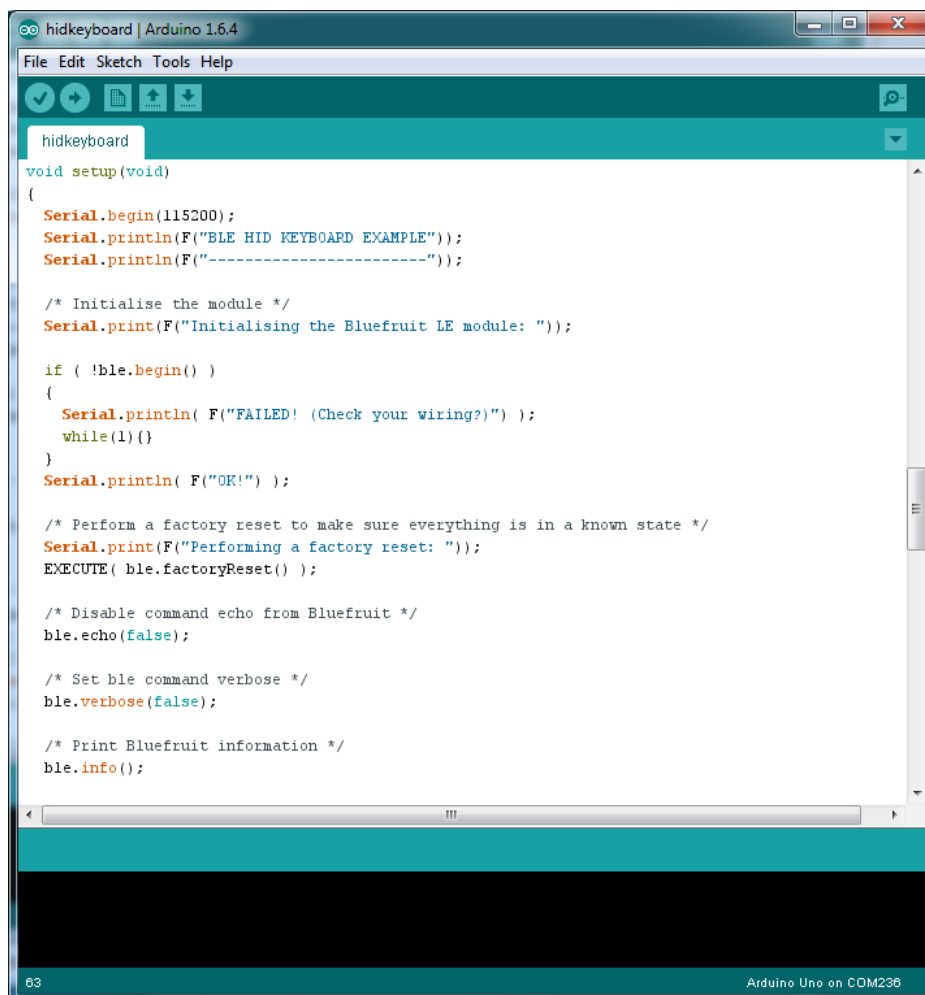 hidkeyboard | Arduino 1.6.4
File Edit Sketch Tools Help
hidkeyboard
void setup(void)
{
  Serial.begin(115200);
  Serial.println(F("BLE HID KEYBOARD EXAMPLE"));
  Serial.println(F("------------------------"));
  /* Initialise the module */
  Serial.print(F("Initialising the Bluefruit LE module: "));
  if ( !ble.begin() )
  {
    Serial.println( F("FAILED! (Check your wiring?)") );
    while(1){}
  }
  Serial.println( F("OK!") );
  /* Perform a factory reset to make sure everything is in a known state */
  Serial.print(F("Performing a factory reset: "));
  EXECUTE( ble.factoryReset() );
  /* Disable command echo from Bluefruit */
  ble.echo(false);
  /* Set ble command verbose */
  ble.verbose(false);
  /* Print Bluefruit information */
  ble.info();
63 Arduino Uno on COM236